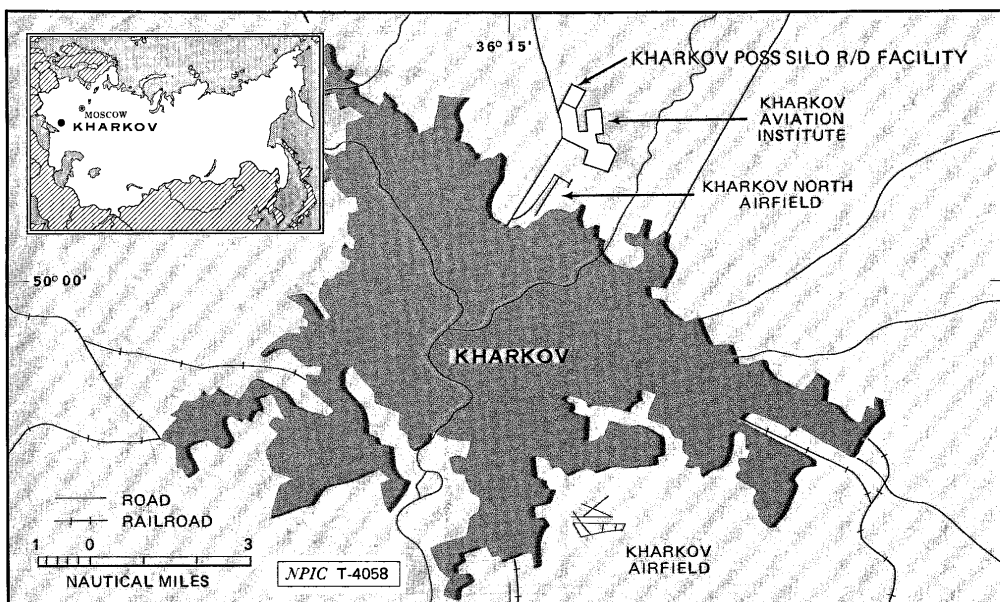 36° 15'
KHARKOV POSS SILO R/D FACILITY
MOSCOW
KHARKOV
KHARKOV
AVIATION
INSTITUTE
KHARKOV NORTH
AIRFIELD
50° 00'
KHARKOV
ROAD
RAILROAD
1 0 3
NAUTICAL MILES
NPIC T-4058
KHARKOV
AIRFIELD